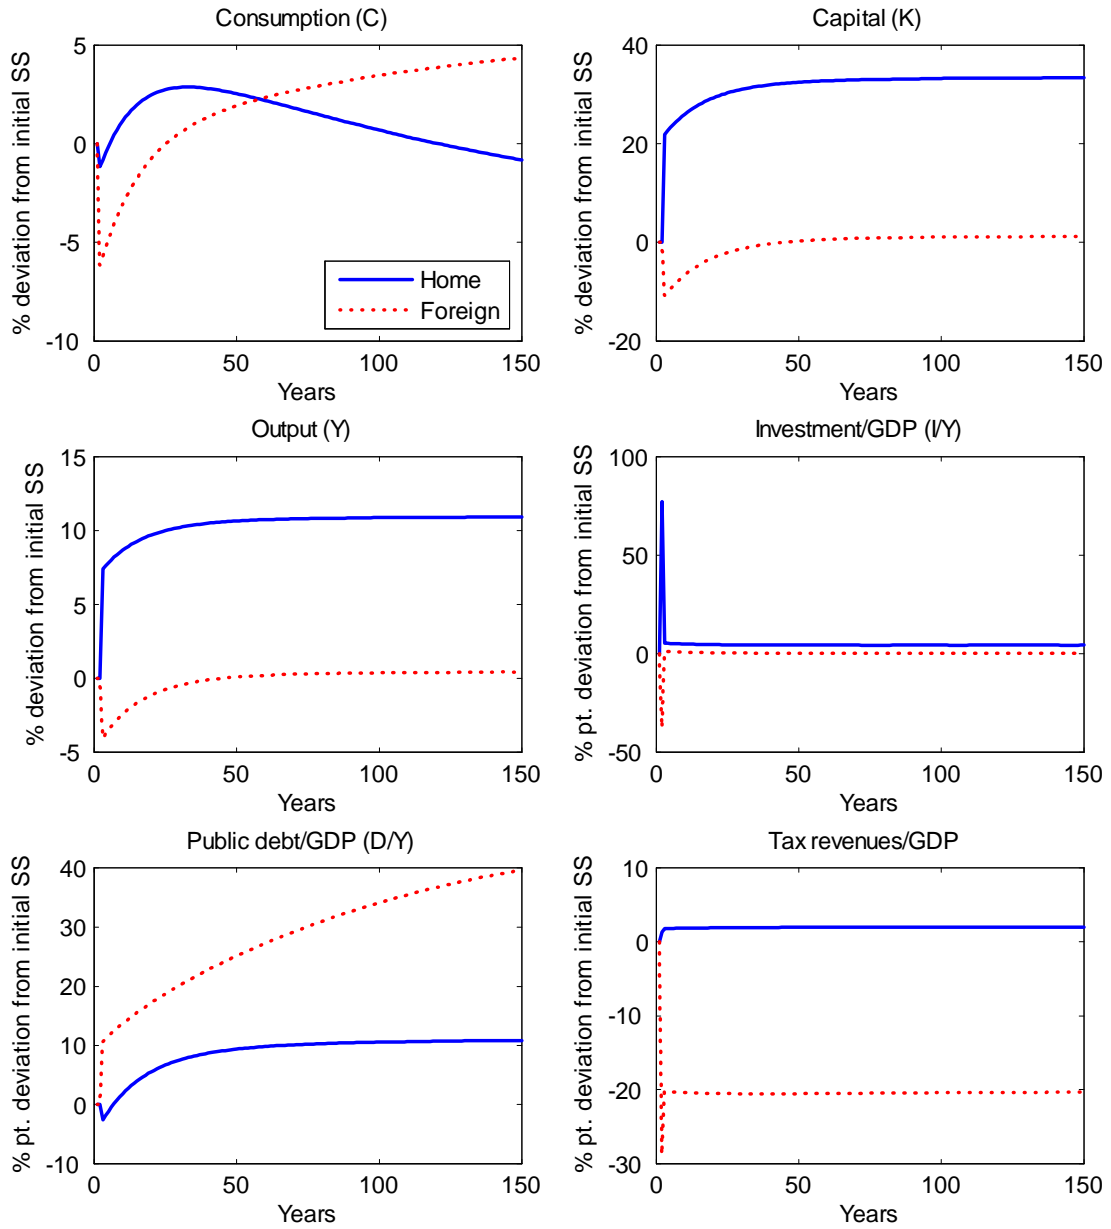 Consumption (C)
% deviation from initial SS
5
0
-5
-10
0
50
100
150
Years
Home
Foreign
Capital (K)
% deviation from initial SS
40
20
0
-20
0
50
100
150
Years
Output (Y)
% deviation from initial SS
15
10
5
0
-5
0
50
100
150
Years
Investment/GDP (I/Y)
% pt. deviation from initial SS
100
50
0
-50
0
50
100
150
Years
Public debt/GDP (D/Y)
% pt. deviation from initial SS
40
30
20
10
0
-10
0
50
100
150
Years
Tax revenues/GDP
% pt. deviation from initial SS
10
0
-10
-20
-30
0
50
100
150
Years